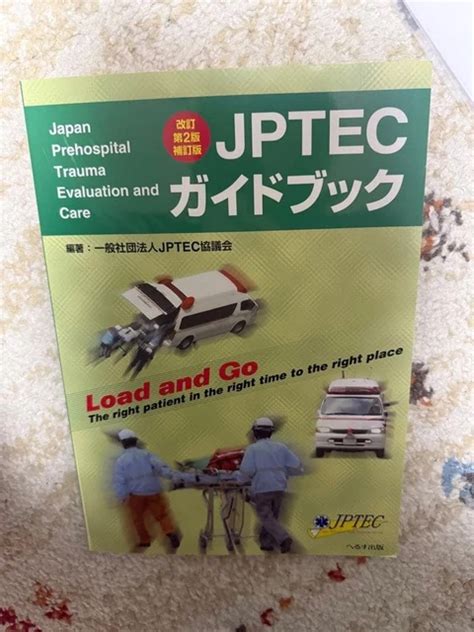 Japan
Prehospital
Trauma
Evaluation and
Care
改訂
第2版
補訂版
JPTEC
ガイドブック
編著：一般社団法人JPTEC協議会
Load and Go
The right patient in the right time to the right place
JPTEC
へるす出版